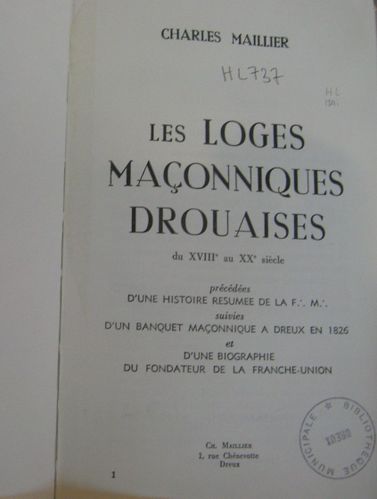 CHARLES MAILLIER
HL737
HL
LES LOGES
MAÇONNIQUES
DROUAISES
du XVIIIe au XXe siècle
précédées
D'UNE HISTOIRE RESUMEE DE LA F∴ M∴
suivies
D'UN BANQUET MAÇONNIQUE A DREUX EN 1826
et
D'UNE BIOGRAPHIE
DU FONDATEUR DE LA FRANCHE-UNION
CH. MAILLIER
1, rue Chênevotte
Dreux
1
BIBLIOTHEQUE MUNICIPALE
DREUX